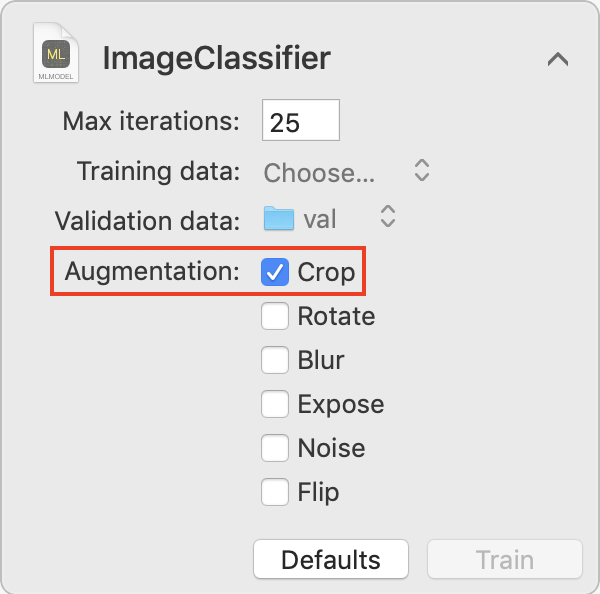 ML
MLMODEL
ImageClassifier
Max iterations: 25
Training data: Choose...
Validation data: val
Augmentation: Crop
Rotate
Blur
Expose
Noise
Flip
Defaults Train